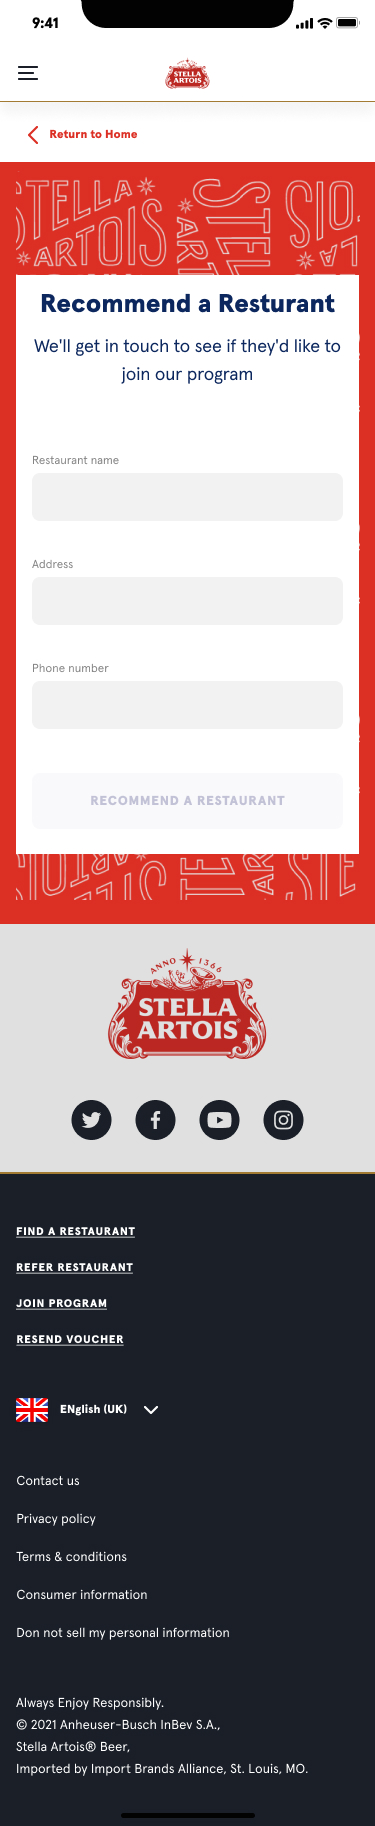 9:41
STELLA
ARTOIS
Return to Home
STELLA
ARTOIS
Recommend a Resturant
We'll get in touch to see if they'd like to
join our program
Restaurant name
Address
Phone number
RECOMMEND A RESTAURANT
ANNO 1366
STELLA
ARTOIS
FIND A RESTAURANT
REFER RESTAURANT
JOIN PROGRAM
RESEND VOUCHER
ENglish (UK)
Contact us
Privacy policy
Terms & conditions
Consumer information
Don not sell my personal information
Always Enjoy Responsibly.
© 2021 Anheuser-Busch InBev S.A.,
Stella Artois® Beer,
Imported by Import Brands Alliance, St. Louis, MO.